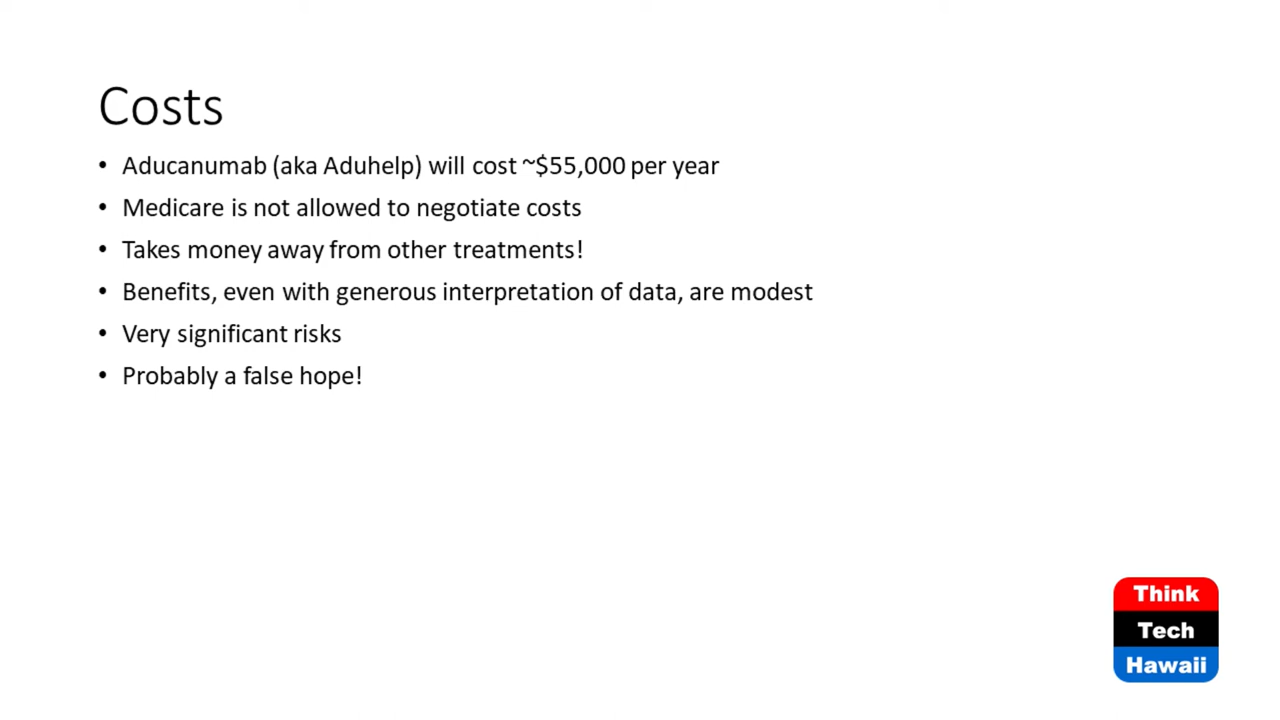 Costs
• Aducanumab (aka Aduhelp) will cost ~$55,000 per year
• Medicare is not allowed to negotiate costs
• Takes money away from other treatments!
• Benefits, even with generous interpretation of data, are modest
• Very significant risks
• Probably a false hope!
Think
Tech
Hawaii